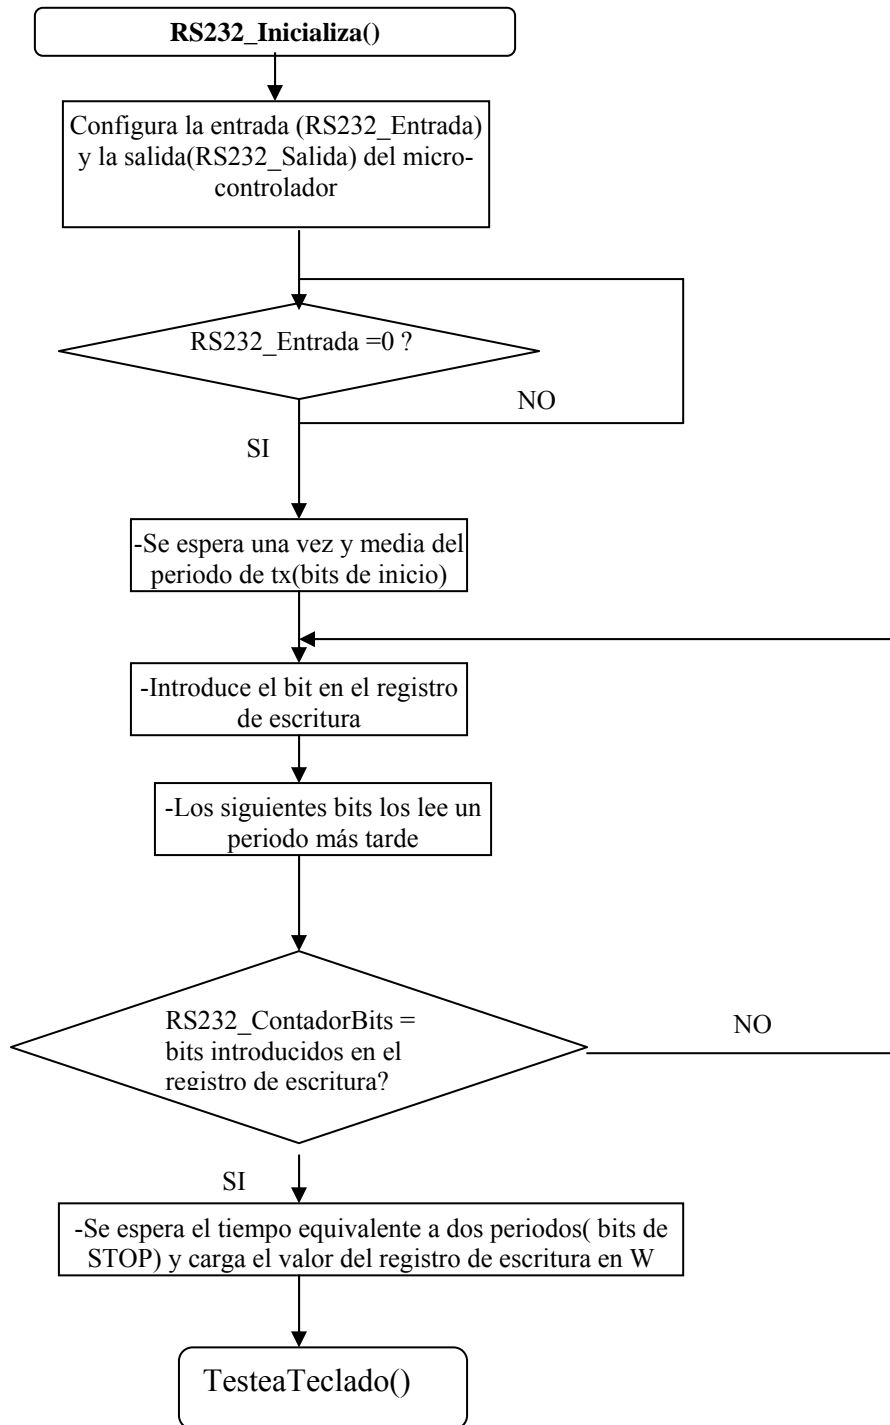 RS232_Inicializa()
Configura la entrada (RS232_Entrada)
y la salida(RS232_Salida) del micro-
controlador
RS232_Entrada =0 ?
NO
SI
-Se espera una vez y media del
periodo de tx(bits de inicio)
-Introduce el bit en el registro
de escritura
-Los siguientes bits los lee un
periodo más tarde
RS232_ContadorBits =
bits introducidos en el
registro de escritura?
NO
SI
-Se espera el tiempo equivalente a dos periodos( bits de
STOP) y carga el valor del registro de escritura en W
TesteaTeclado()